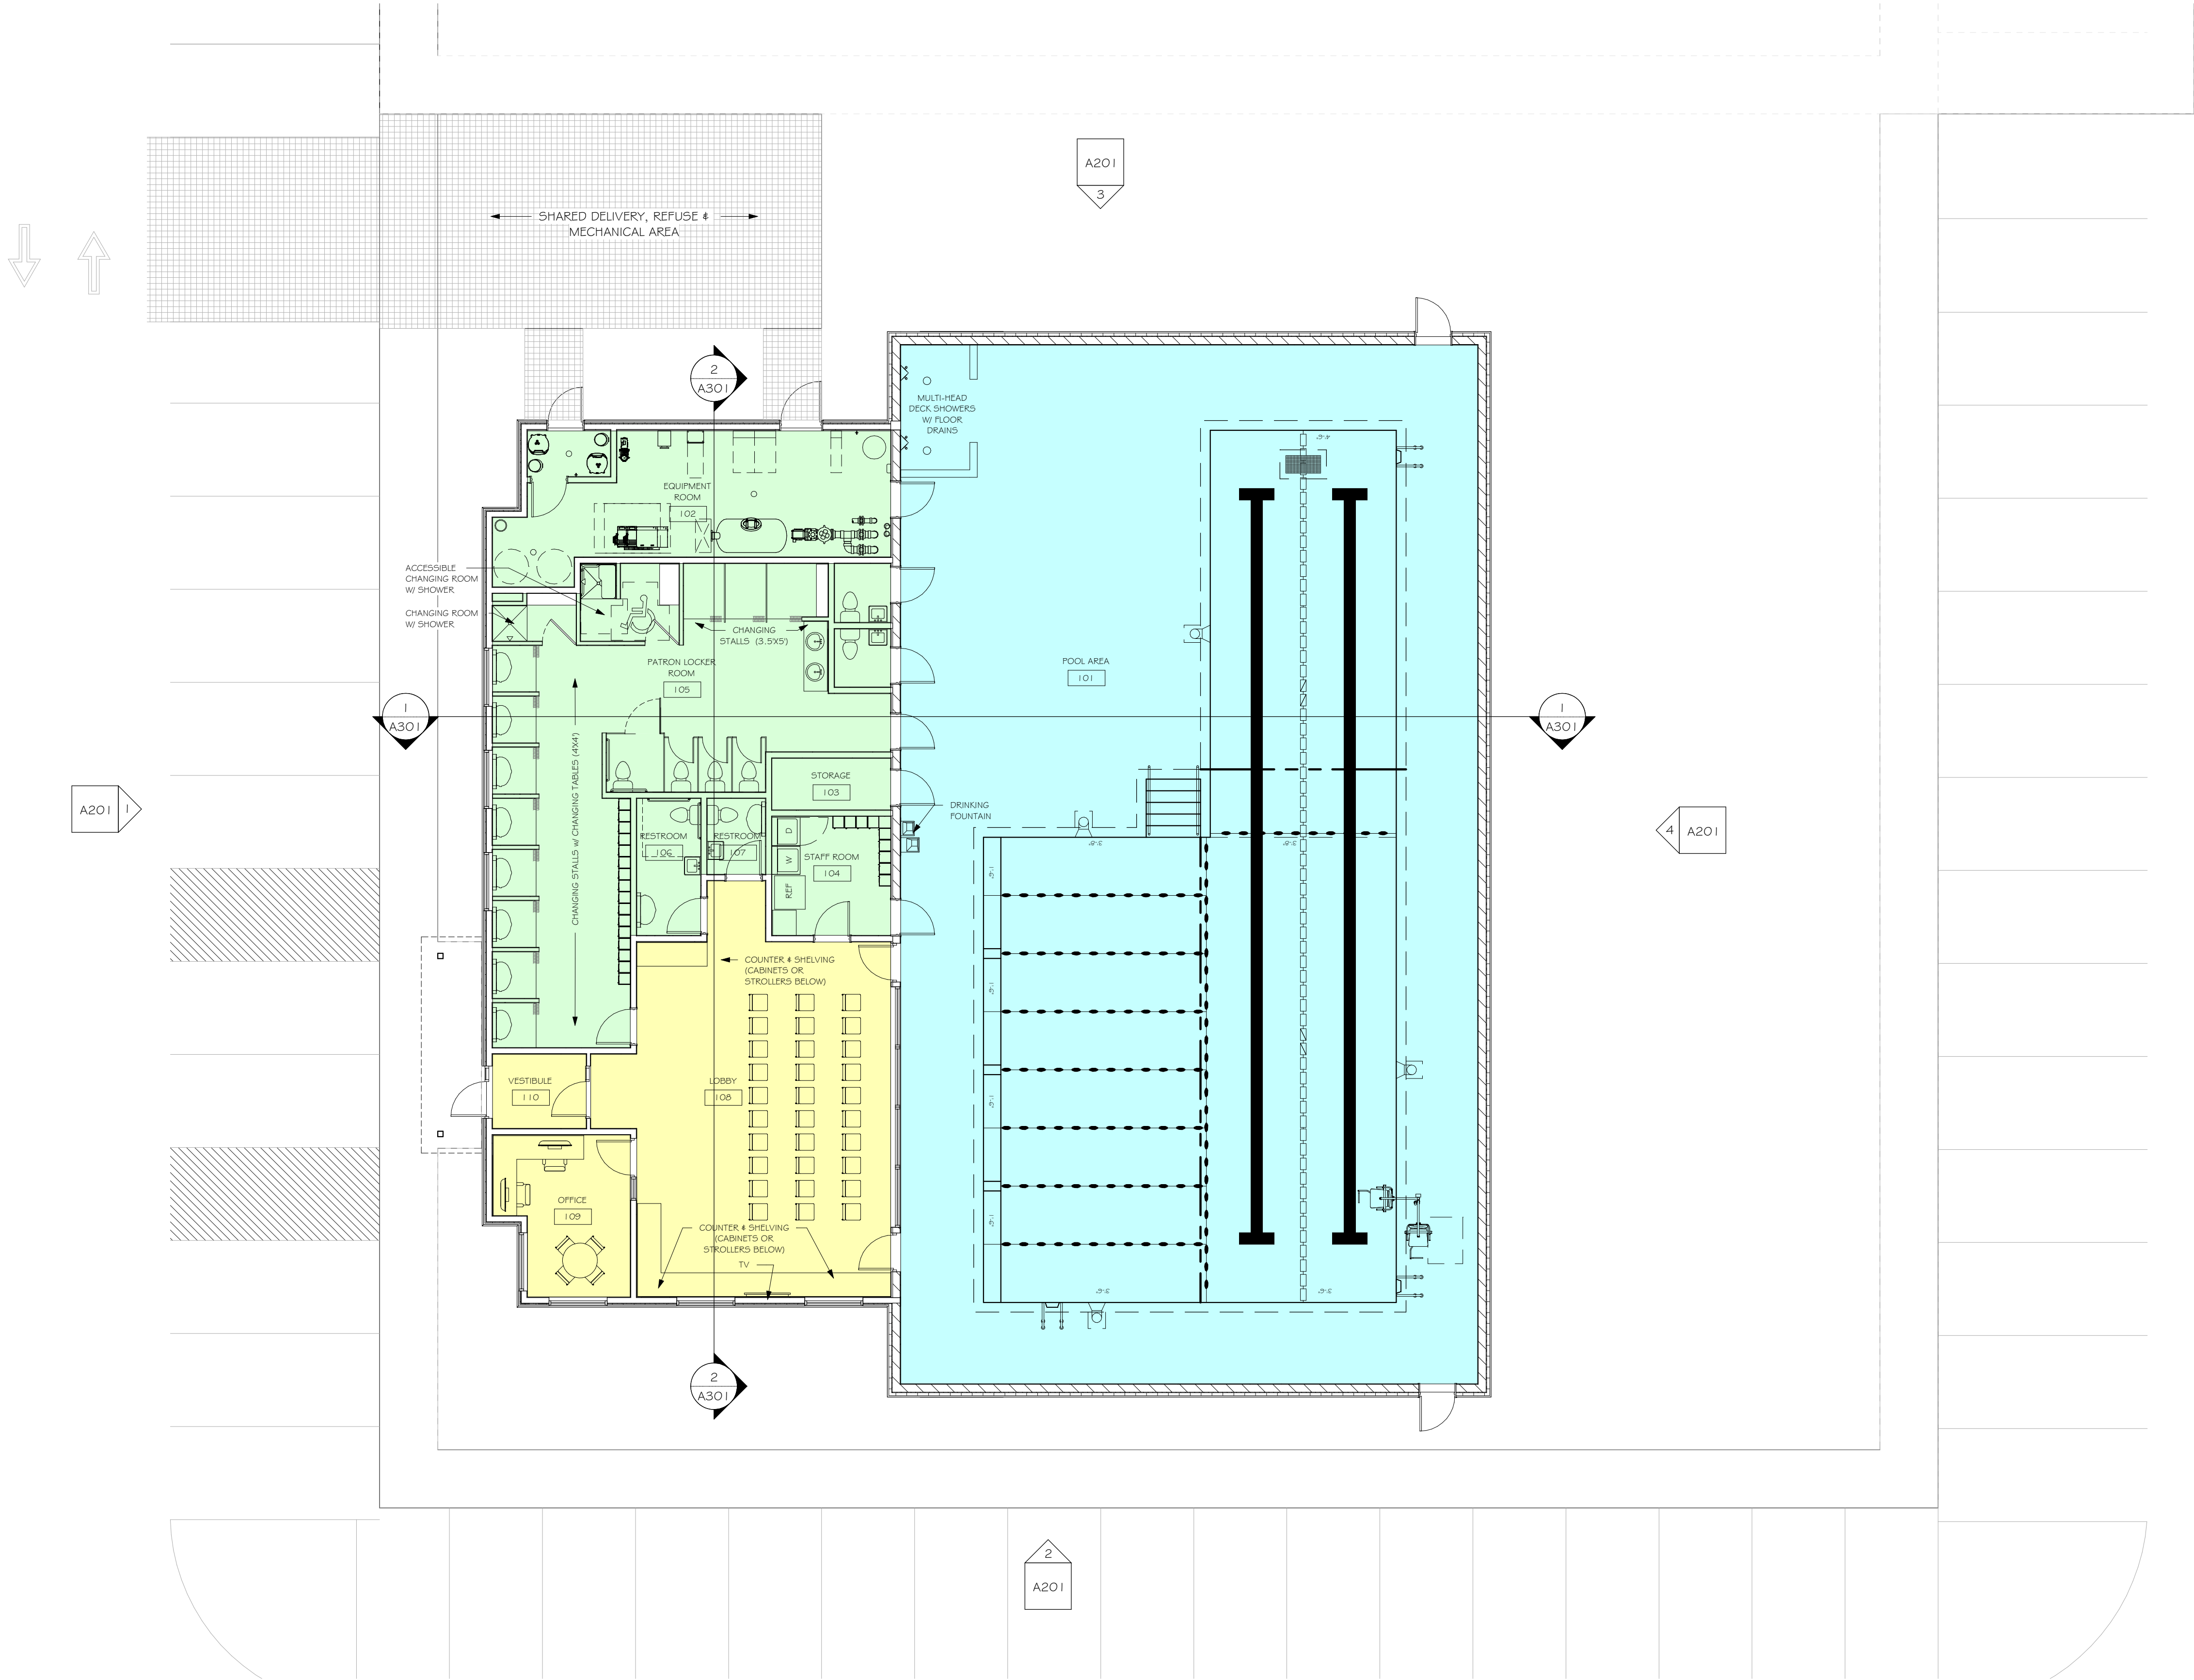 A201
3
SHARED DELIVERY, REFUSE &
MECHANICAL AREA
2
A301
MULTI-HEAD
DECK SHOWERS
W/ FLOOR
DRAINS
EQUIPMENT
ROOM
102
ACCESSIBLE
CHANGING ROOM
W/ SHOWER
CHANGING ROOM
W/ SHOWER
CHANGING
STALLS (3.5'X5')
PATRON LOCKER
ROOM
105
POOL AREA
101
1
A301
1
A301
CHANGING STALLS w/ CHANGING TABLES (4'X4')
STORAGE
103
A201
1
DRINKING
FOUNTAIN
4
A201
RESTROOM
106
RESTROOM
107
D
W
REF
STAFF ROOM
104
COUNTER & SHELVING
(CABINETS OR
STROLLERS BELOW)
VESTIBULE
110
LOBBY
108
OFFICE
109
COUNTER & SHELVING
(CABINETS OR
STROLLERS BELOW)
TV
2
A301
2
A201